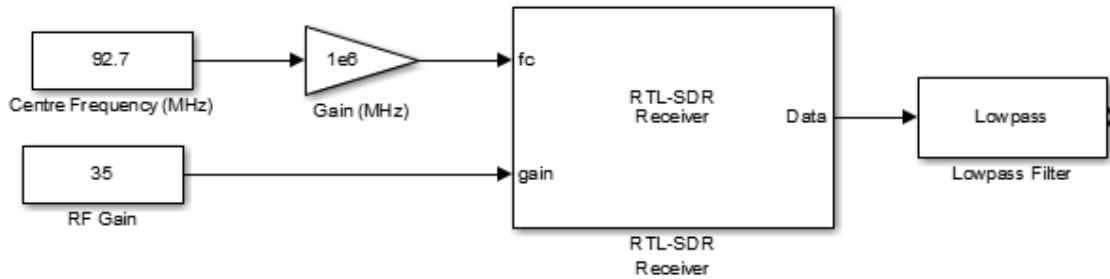 92.7
Centre Frequency (MHz)
1e6
Gain (MHz)
35
RF Gain
fc
gain
RTL-SDR
Receiver
Data
RTL-SDR
Receiver
Lowpass
Lowpass Filter